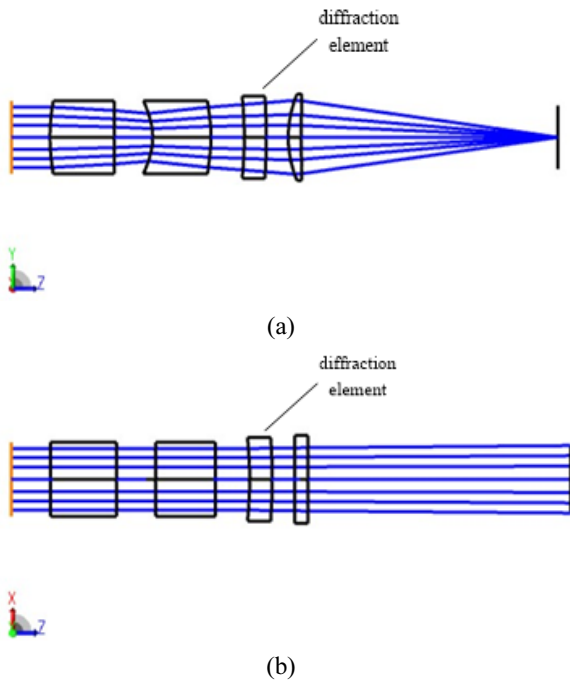 diffraction
element
Y
Z
(a)
diffraction
element
X
Z
(b)